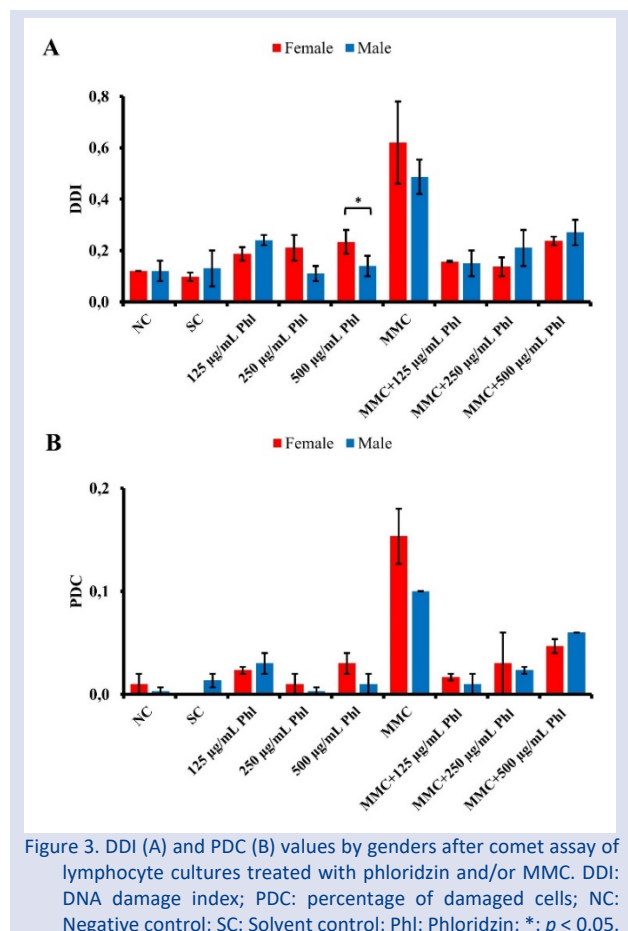 A
Female Male
0,8
0,6
0,4
0,2
0,0
DDI
*
NC
SC
125 µg/mL Phl
250 µg/mL Phl
500 µg/mL Phl
MMC
MMC+125 µg/mL Phl
MMC+250 µg/mL Phl
MMC+500 µg/mL Phl
B
Female Male
0,2
0,1
0,0
PDC
NC
SC
125 µg/mL Phl
250 µg/mL Phl
500 µg/mL Phl
MMC
MMC+125 µg/mL Phl
MMC+250 µg/mL Phl
MMC+500 µg/mL Phl
Figure 3. DDI (A) and PDC (B) values by genders after comet assay of
lymphocyte cultures treated with phloridzin and/or MMC. DDI:
DNA damage index; PDC: percentage of damaged cells; NC:
Negative control; SC: Solvent control; Phl: Phloridzin; *: p < 0.05.